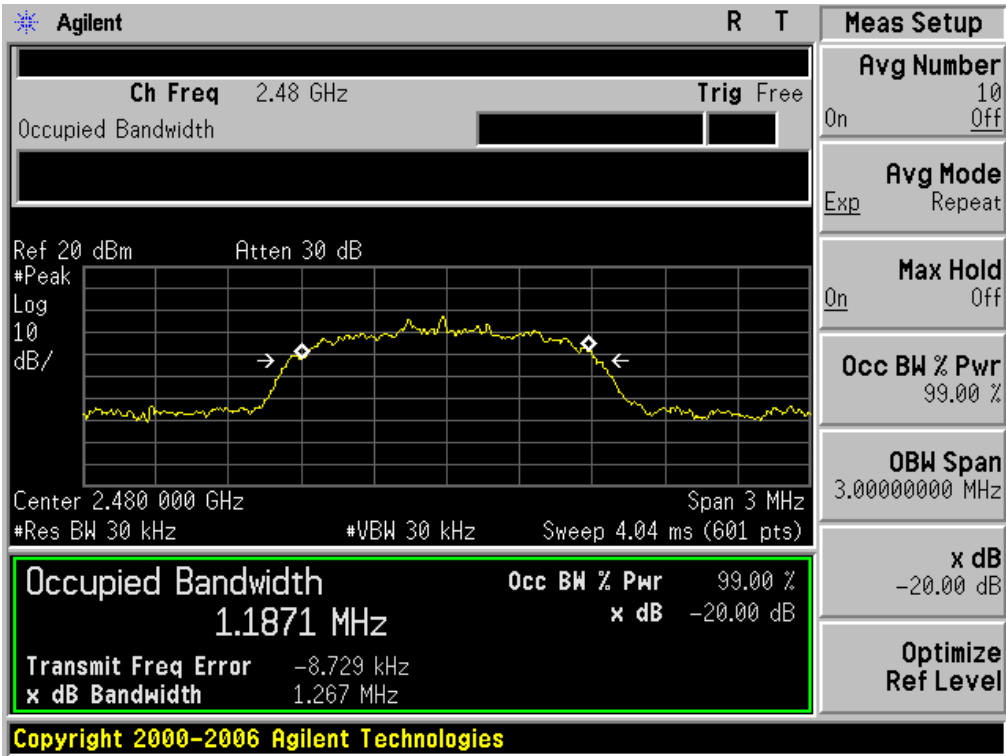 Agilent R T Meas Setup
Ch Freq 2.48 GHz Trig Free
Occupied Bandwidth
Avg Number
10
On Off
Avg Mode
Exp Repeat
Max Hold
On Off
Occ BW % Pwr
99.00 %
OBW Span
3.00000000 MHz
x dB
-20.00 dB
Optimize
Ref Level
Ref 20 dBm Atten 30 dB
#Peak
Log
10
dB/
Center 2.480 000 GHz Span 3 MHz
#Res BW 30 kHz #VBW 30 kHz Sweep 4.04 ms (601 pts)
Occupied Bandwidth Occ BW % Pwr 99.00 %
1.1871 MHz x dB -20.00 dB
Transmit Freq Error -8.729 kHz
x dB Bandwidth 1.267 MHz
Copyright 2000-2006 Agilent Technologies